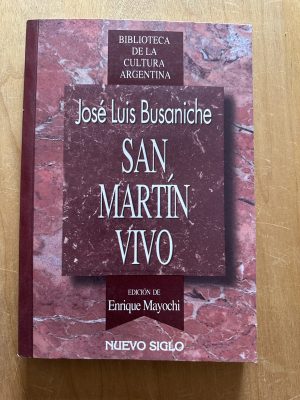 BIBLIOTECA
DE LA
CULTURA
ARGENTINA
José Luis Busaniche
SAN
MARTÍN
VIVO
EDICIÓN DE
Enrique Mayochi
NUEVO SIGLO